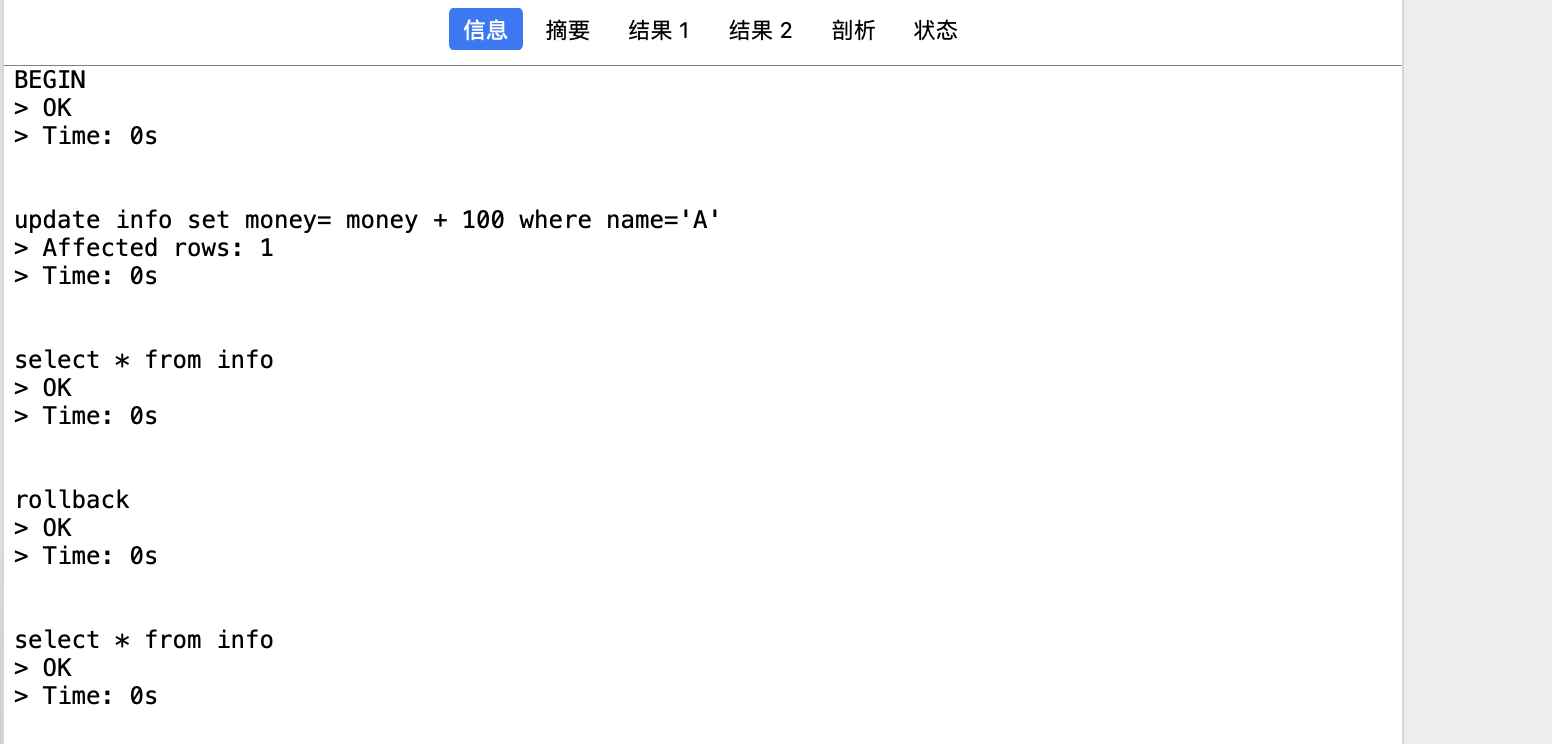 信息 摘要 结果 1 结果 2 剖析 状态
BEGIN
> OK
> Time: 0s
update info set money= money + 100 where name='A'
> Affected rows: 1
> Time: 0s
select * from info
> OK
> Time: 0s
rollback
> OK
> Time: 0s
select * from info
> OK
> Time: 0s